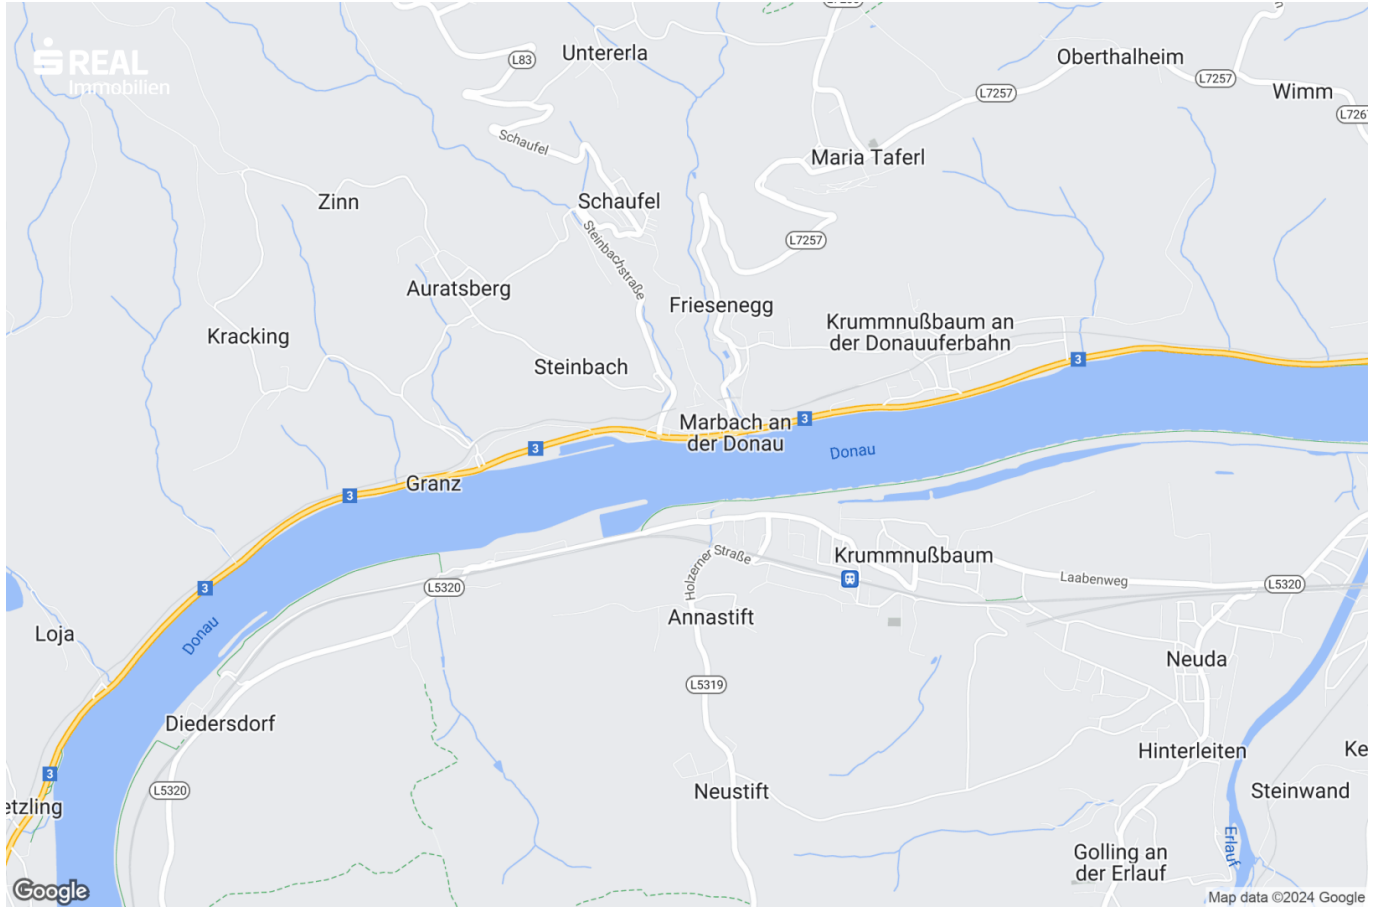 L83
Untererla
Oberthalheim
REAL
Immobilien
L7257
L7257
Wimm
Schaufel
Maria Taferl
Zinn
Schaufel
L7257
Steinbachstraße
Auratsberg
Friesenegg
Krummnußbaum an
der Donauuferbahn
Kracking
3
Steinbach
Marbach an
der Donau
3
3
Donau
Granz
3
Krummnußbaum
Holzerner Straße
Laabenweg
L5320
L5320
3
Annastift
Loja
Donau
Neuda
L5319
Diedersdorf
Hinterleiten
Ke
3
L5320
Neustift
Steinwand
etzling
Erlauf
Golling an
der Erlauf
Google
Map data ©2024 Google